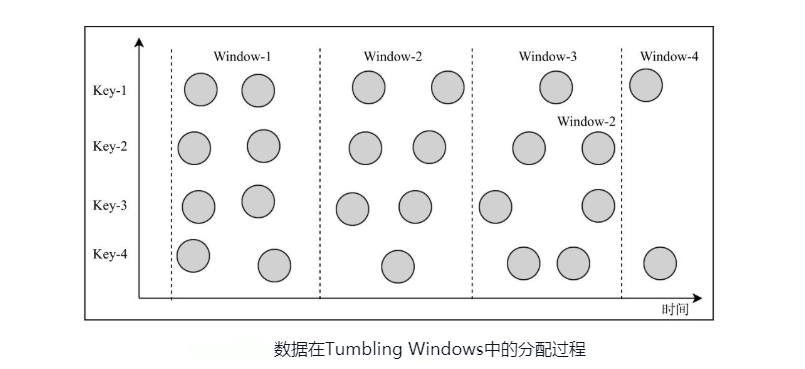 Window-1 Window-2 Window-3 Window-4
Key-1
Window-2
Key-2
Key-3
Key-4
时间
数据在Tumbling Windows中的分配过程